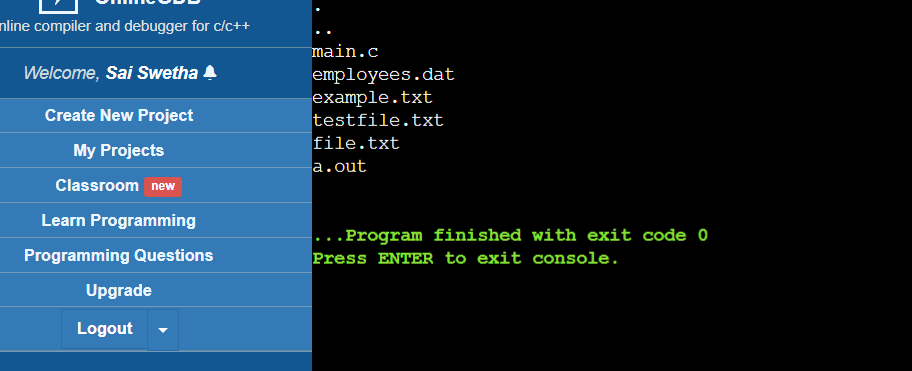 nline compiler and debugger for c/c++
Welcome, Sai Swetha
Create New Project
My Projects
Classroom new
Learn Programming
Programming Questions
Upgrade
Logout
.
..
main.c
employees.dat
example.txt
testfile.txt
file.txt
a.out
...Program finished with exit code 0
Press ENTER to exit console.